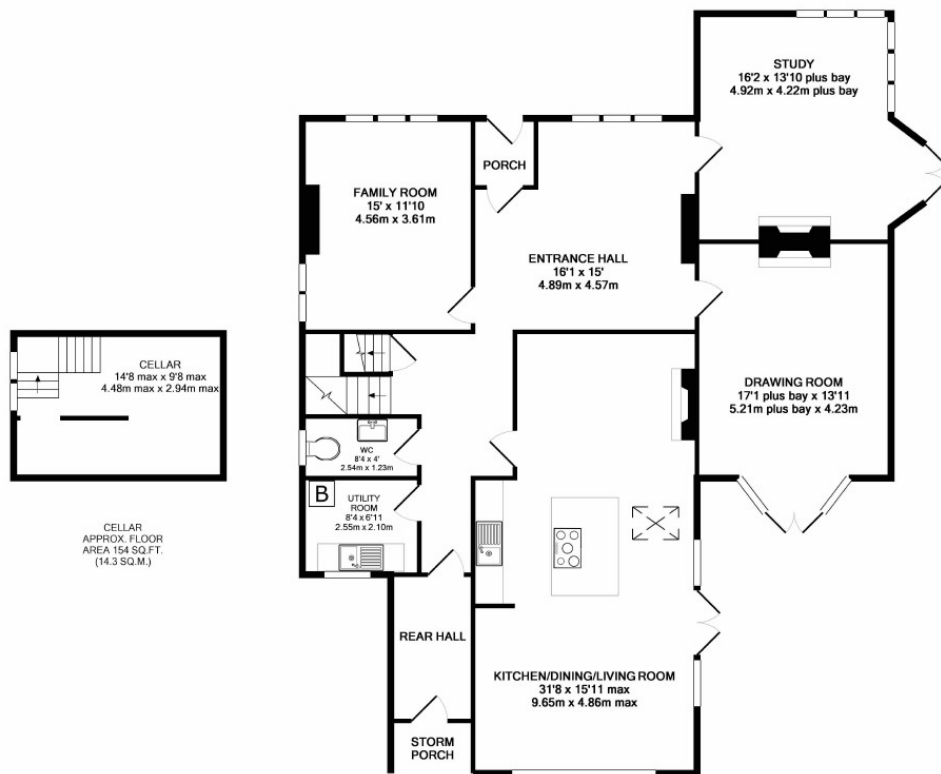 STUDY
16'2 x 13'10 plus bay
4.92m x 4.22m plus bay
PORCH
FAMILY ROOM
15' x 11'10
4.56m x 3.61m
ENTRANCE HALL
16'1 x 15'
4.89m x 4.57m
CELLAR
14'8 max x 9'8 max
4.48m max x 2.94m max
DRAWING ROOM
17'1 plus bay x 13'11
5.21m plus bay x 4.23m
WC
8'4 x 4'
2.54m x 1.23m
B
UTILITY
ROOM
8'4 x 6'11
2.55m x 2.10m
CELLAR
APPROX. FLOOR
AREA 154 SQ.FT.
(14.3 SQ.M.)
REAR HALL
KITCHEN/DINING/LIVING ROOM
31'8 x 15'11 max
9.65m x 4.86m max
STORM
PORCH